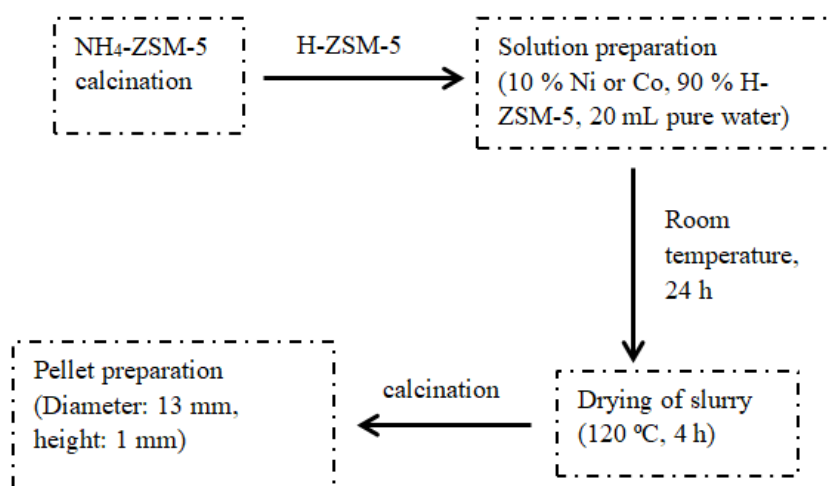 NH₄-ZSM-5
calcination
H-ZSM-5
Solution preparation
(10 % Ni or Co, 90 % H-
ZSM-5, 20 mL pure water)
Room
temperature,
24 h
Drying of slurry
(120 ºC, 4 h)
calcination
Pellet preparation
(Diameter: 13 mm,
height: 1 mm)